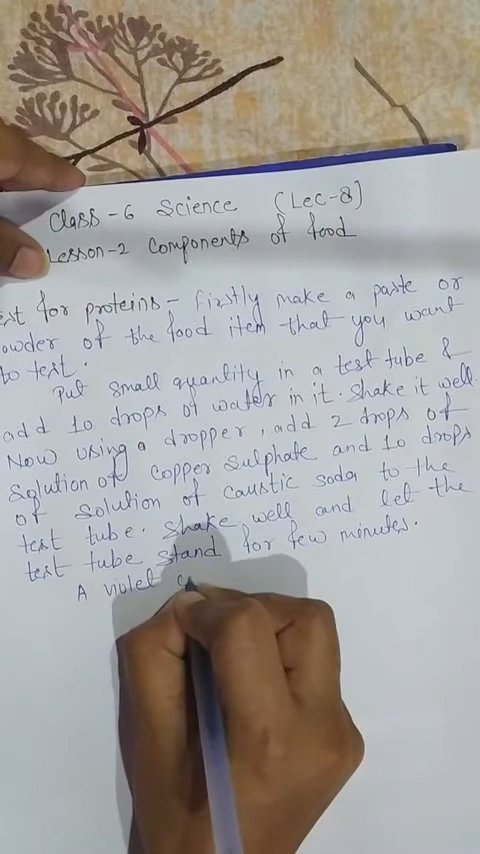 Class-6 Science (Lec-8)
Lesson-2 Components of food
est for proteins - Firstly make a paste or
owder of the food item that you want
to test.
Put small quantity in a test tube &
add 10 drops of water in it. Shake it well.
Now using a dropper, add 2 drops of
Solution of copper Sulphate and 10 drops
of solution of caustic soda to the
test tube. Shake well and let the
test tube stand for few minutes.
A violet c